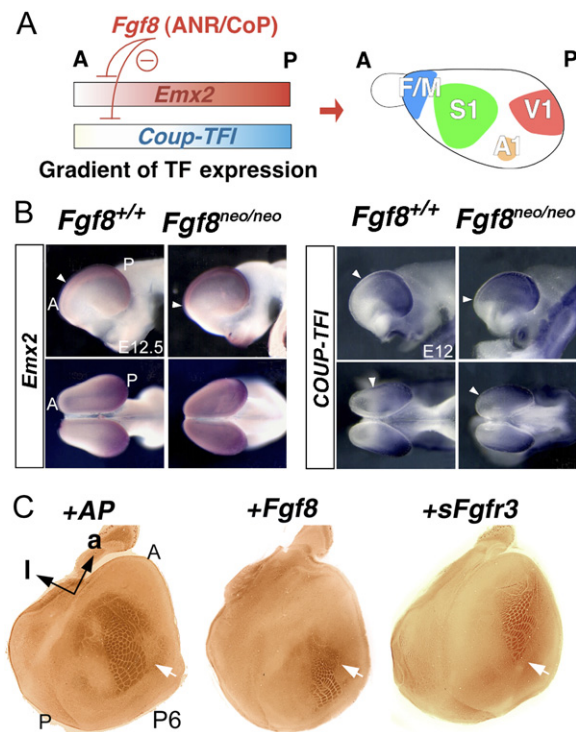 A
Fgf8 (ANR/CoP)
A
P
A
P
Emx2
F/M
S1
V1
Coup-TFI
A1
Gradient of TF expression
B
Fgf8+/+
Fgf8neo/neo
Fgf8+/+
Fgf8neo/neo
Emx2
P
A
E12.5
A
P
COUP-TFI
E12
C
+AP
+Fgf8
+sFgfr3
a
A
l
P
P6